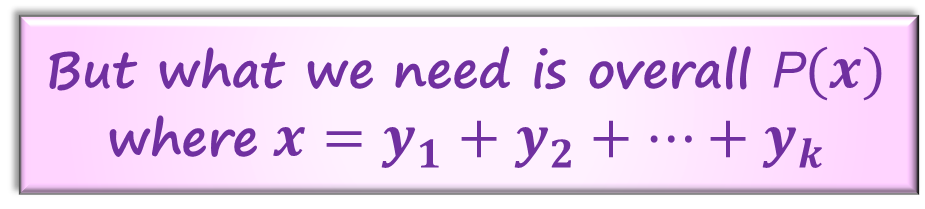 But what we need is overall P(x)
where x = y₁ + y₂ + ⋯ + yₖ